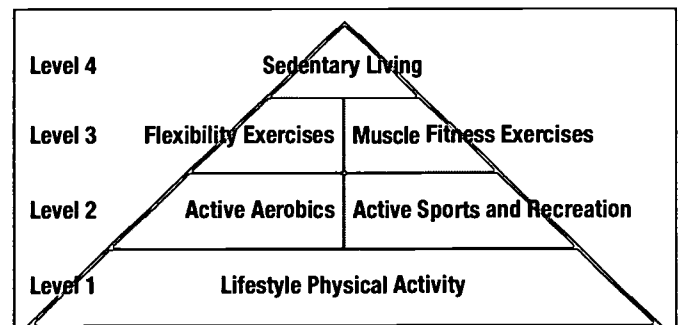 Level 4 Sedentary Living
Level 3 Flexibility Exercises Muscle Fitness Exercises
Level 2 Active Aerobics Active Sports and Recreation
Level 1 Lifestyle Physical Activity